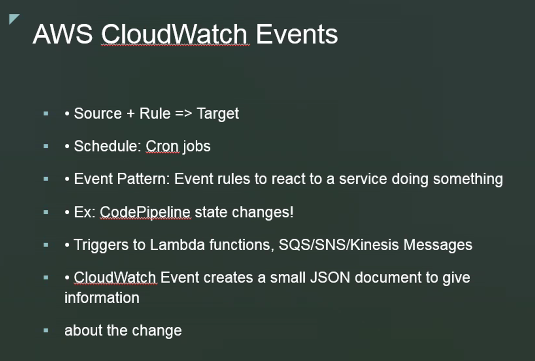 AWS CloudWatch Events
• Source + Rule => Target
• Schedule: Cron jobs
• Event Pattern: Event rules to react to a service doing something
• Ex: CodePipeline state changes!
• Triggers to Lambda functions, SQS/SNS/Kinesis Messages
• CloudWatch Event creates a small JSON document to give
information
about the change